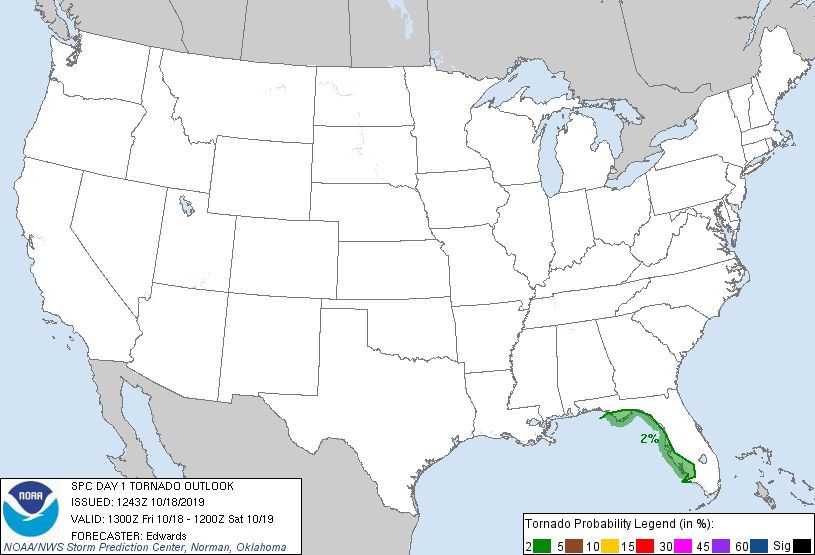 2%
NOAA
SPC DAY 1 TORNADO OUTLOOK
ISSUED: 1243Z 10/18/2019
VALID: 1300Z Fri 10/18 - 1200Z Sat 10/19
FORECASTER: Edwards
NOAA/NWS Storm Prediction Center, Norman, Oklahoma
Tornado Probability Legend (in %):
2 5 10 15 30 45 60 Sig